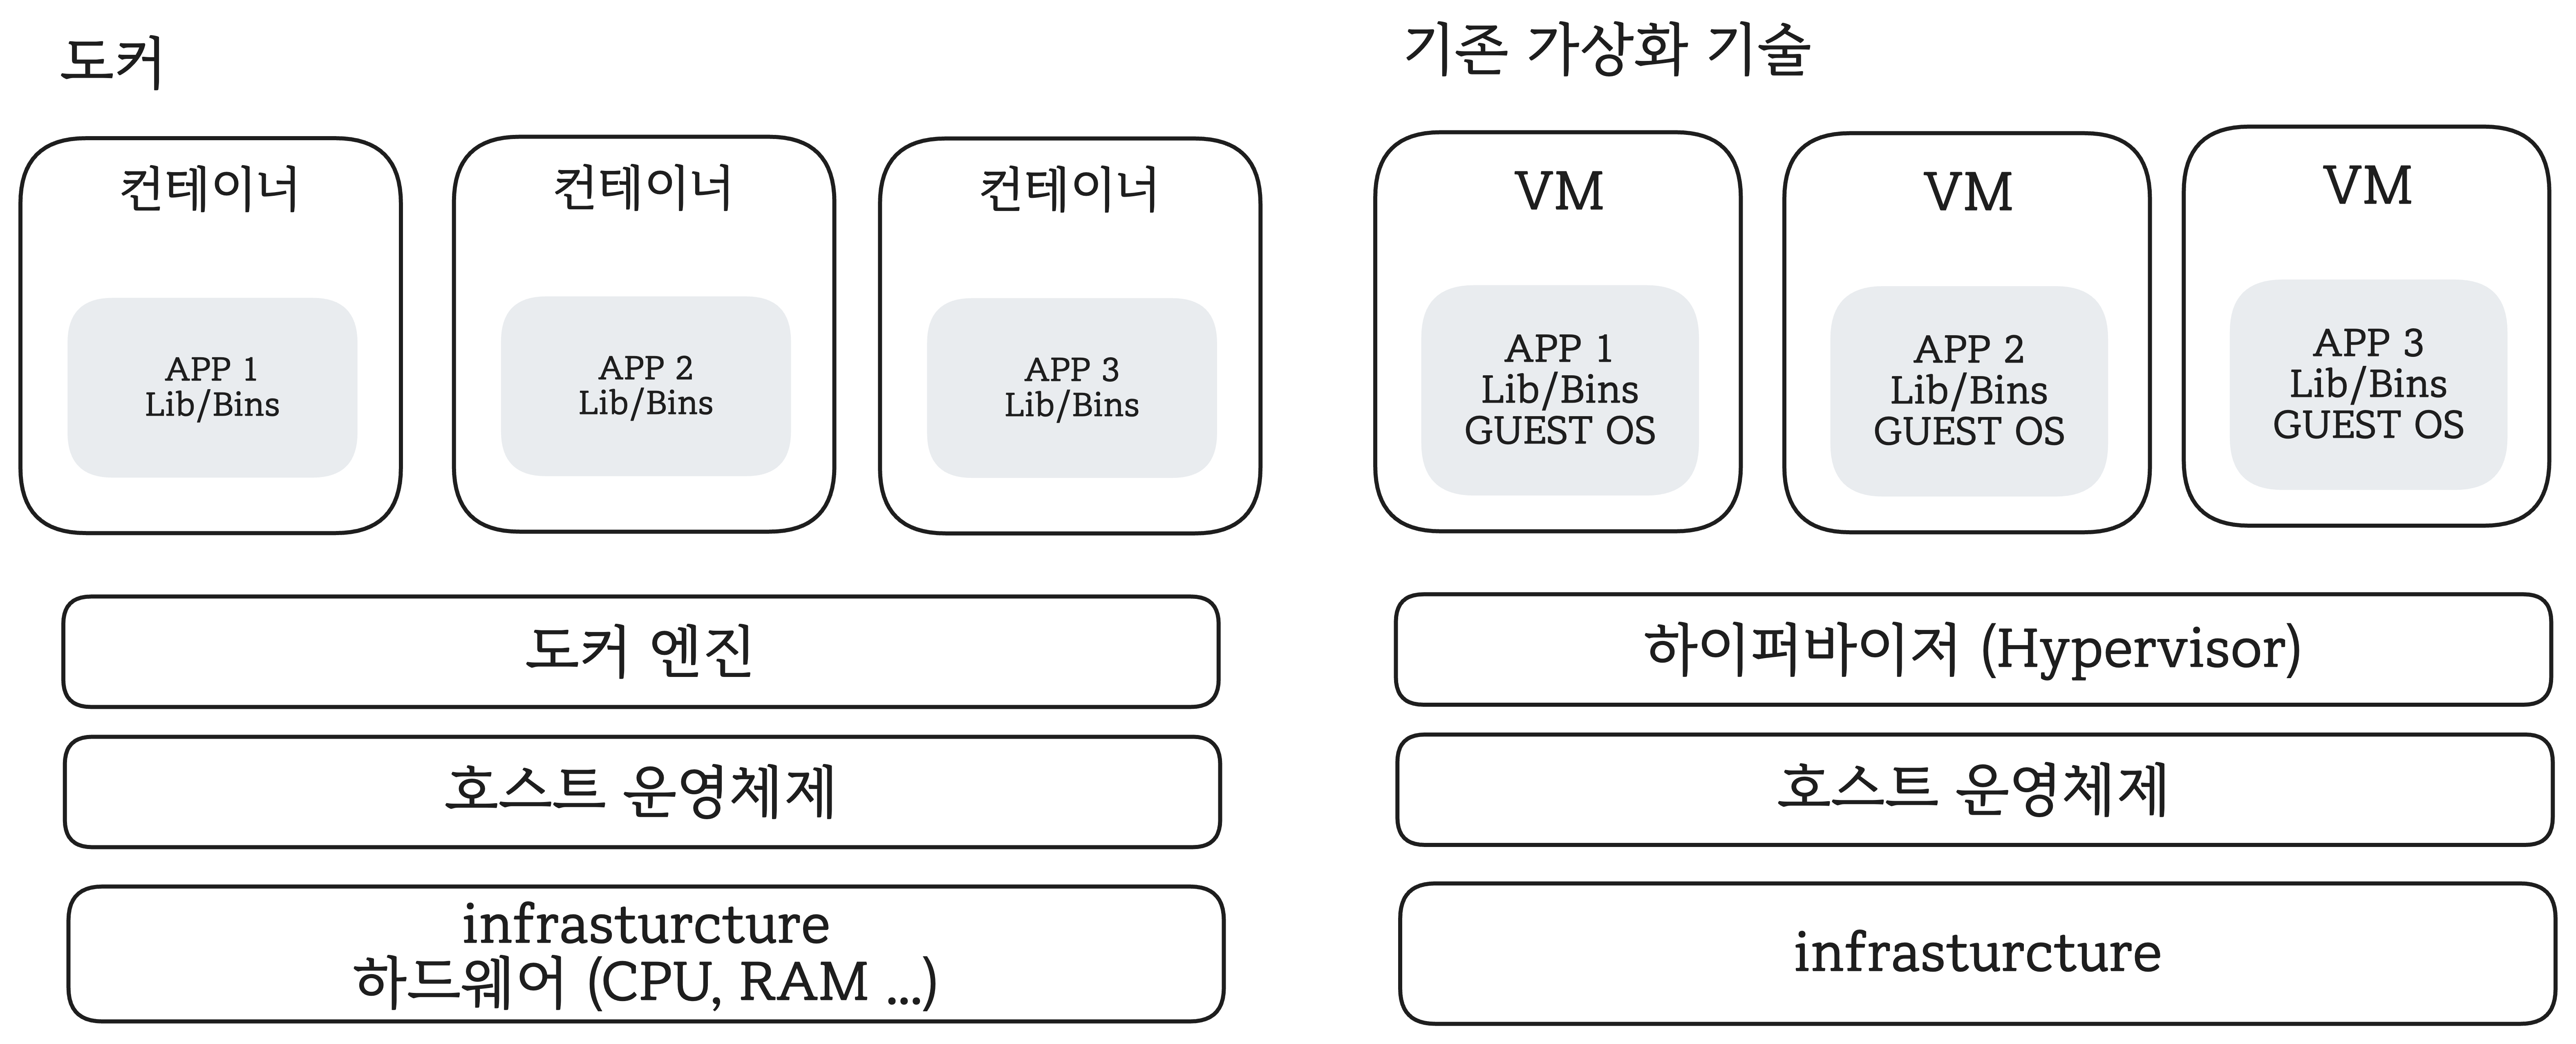 도커
컨테이너
APP 1
Lib/Bins
컨테이너
APP 2
Lib/Bins
컨테이너
APP 3
Lib/Bins
도커 엔진
호스트 운영체제
infrasturcture
하드웨어 (CPU, RAM ...)
기존 가상화 기술
VM
APP 1
Lib/Bins
GUEST OS
VM
APP 2
Lib/Bins
GUEST OS
VM
APP 3
Lib/Bins
GUEST OS
하이퍼바이저 (Hypervisor)
호스트 운영체제
infrasturcture